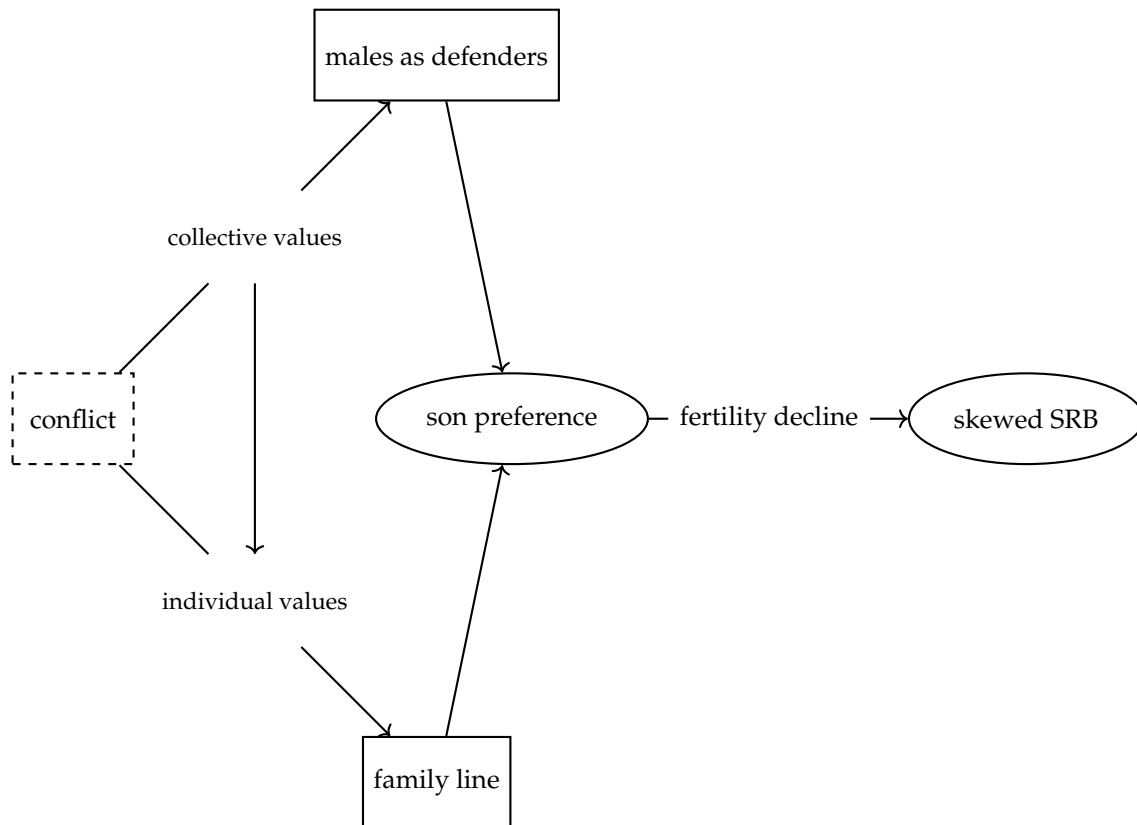 males as defenders
collective values
conflict
son preference
fertility decline
skewed SRB
individual values
family line